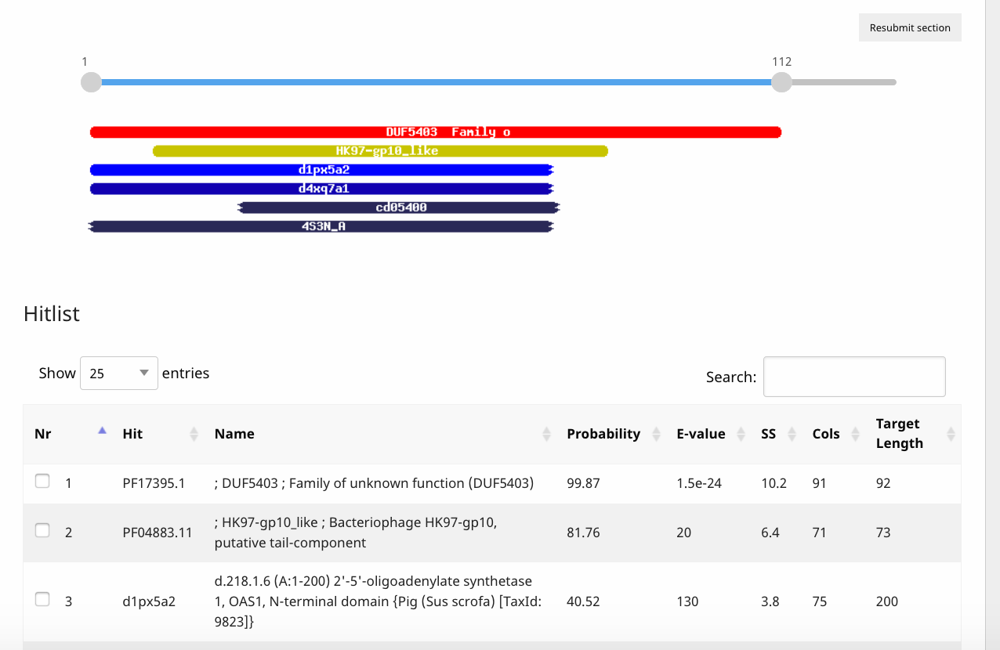 Resubmit section
1
112
DUF5403 Family o
HK97-gp10_like
d1px5a2
d4xq7a1
cd05400
4S3N_A
Hitlist
Show 25 entries
Search:
Nr Hit Name Probability E-value SS Cols Target Length
1 PF17395.1 ; DUF5403 ; Family of unknown function (DUF5403) 99.87 1.5e-24 10.2 91 92
2 PF04883.11 ; HK97-gp10_like ; Bacteriophage HK97-gp10, 81.76 20 6.4 71 73
putative tail-component
d.218.1.6 (A:1-200) 2'-5'-oligoadenylate synthetase
3 d1px5a2 1, OAS1, N-terminal domain {Pig (Sus scrofa) [TaxId: 40.52 130 3.8 75 200
9823]}